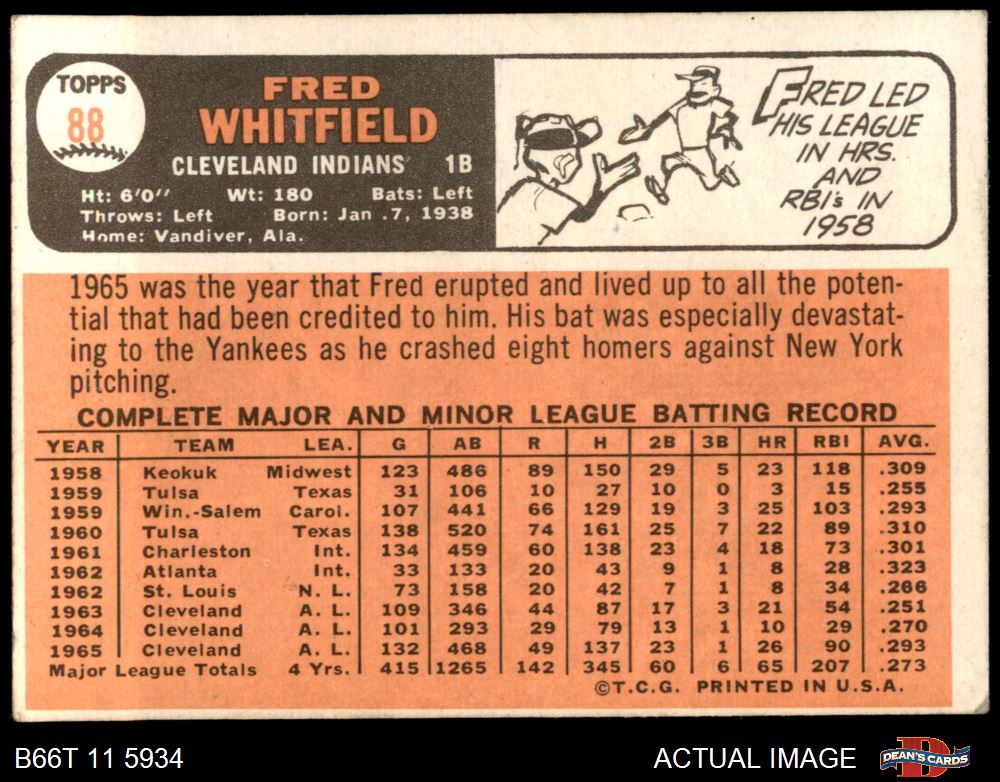 TOPPS
88
FRED
WHITFIELD
CLEVELAND INDIANS 1B
Ht: 6'0" Wt: 180 Bats: Left
Throws: Left Born: Jan .7, 1938
Home: Vandiver, Ala.
FRED LED
HIS LEAGUE
IN HRS.
AND
RBI's IN
1958
1965 was the year that Fred erupted and lived up to all the poten-
tial that had been credited to him. His bat was especially devastat-
ing to the Yankees as he crashed eight homers against New York
pitching.
COMPLETE MAJOR AND MINOR LEAGUE BATTING RECORD
YEAR TEAM LEA. G AB R H 2B 3B HR RBI AVG.
1958 Keokuk Midwest 123 486 89 150 29 5 23 118 .309
1959 Tulsa Texas 31 106 10 27 10 0 3 15 .255
1959 Win.-Salem Carol. 107 441 66 129 19 3 25 103 .293
1960 Tulsa Texas 138 520 74 161 25 7 22 89 .310
1961 Charleston Int. 134 459 60 138 23 4 18 73 .301
1962 Atlanta Int. 33 133 20 43 9 1 8 28 .323
1962 St. Louis N. L. 73 158 20 42 7 1 8 34 .266
1963 Cleveland A. L. 109 346 44 87 17 3 21 54 .251
1964 Cleveland A. L. 101 293 29 79 13 1 10 29 .270
1965 Cleveland A. L. 132 468 49 137 23 1 26 90 .293
Major League Totals 4 Yrs. 415 1265 142 345 60 6 65 207 .273
©T.C.G. PRINTED IN U.S.A.
B66T 11 5934 ACTUAL IMAGE DEAN'S CARDS